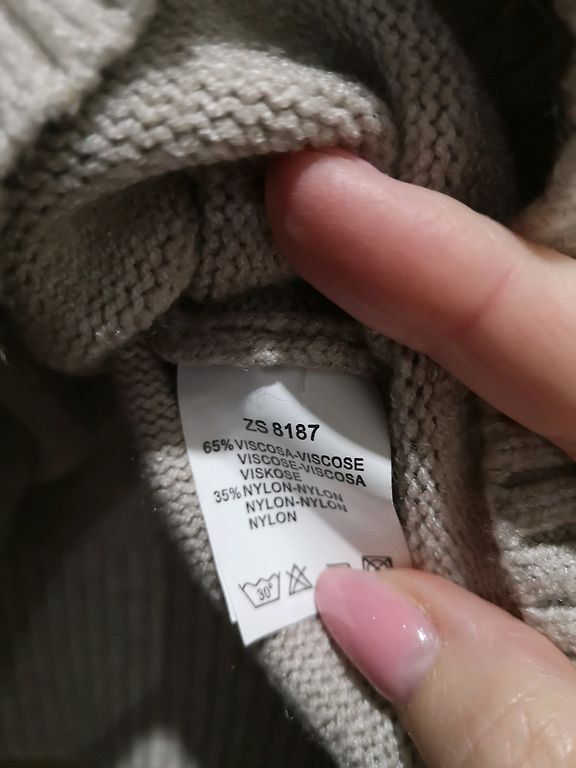 ZS 8187
65% VISCOSA-VISCOSE
VISCOSE-VISCOSA
VISKOSE
35% NYLON-NYLON
NYLON-NYLON
NYLON
30°